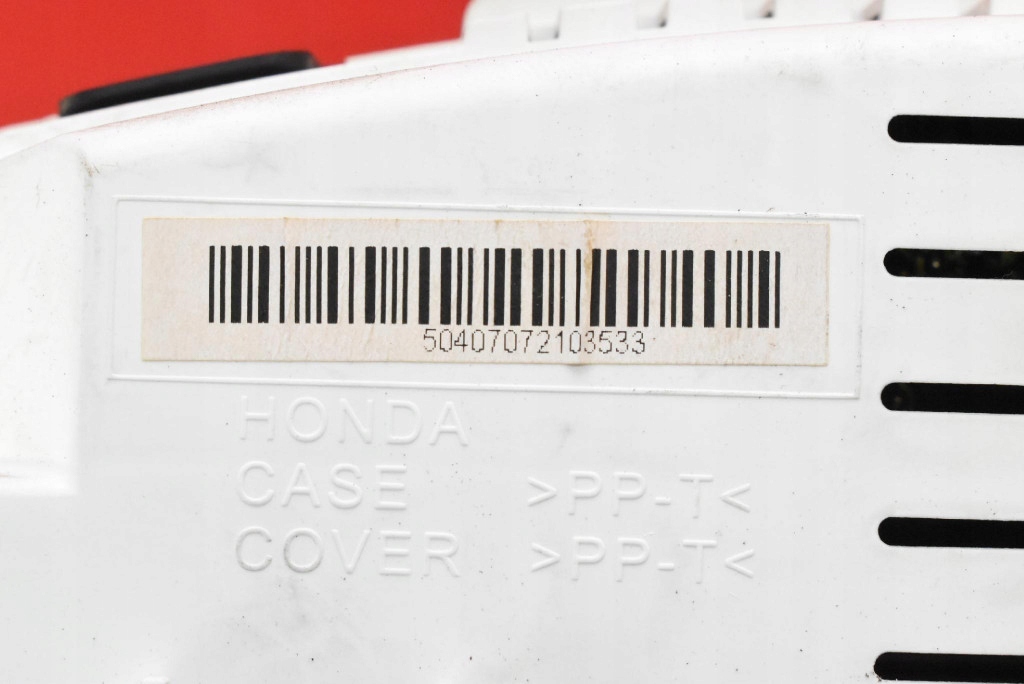 50407072103533
HONDA
CASE >PP-T<
COVER >PP-T<